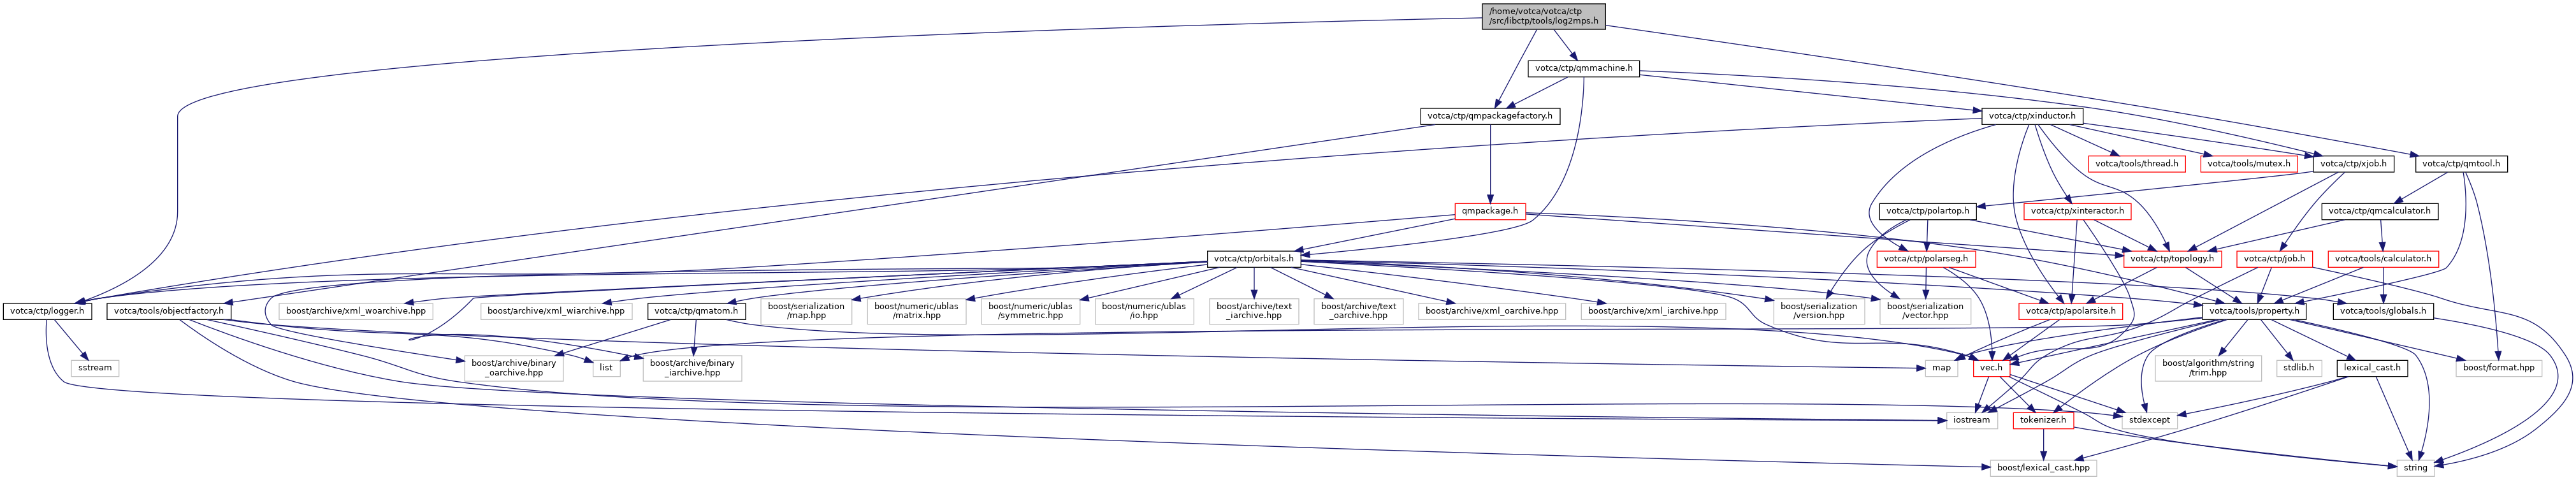 /home/votca/votca/ctp
/src/libctp/tools/log2mps.h
votca/ctp/qmmachine.h
votca/ctp/qmpackagefactory.h
votca/ctp/xinductor.h
votca/tools/thread.h
votca/tools/mutex.h
votca/ctp/xjob.h
votca/ctp/qmtool.h
qmpackage.h
votca/ctp/polartop.h
votca/ctp/xinteractor.h
votca/ctp/qmcalculator.h
votca/ctp/orbitals.h
votca/ctp/polarseg.h
votca/ctp/topology.h
votca/ctp/job.h
votca/tools/calculator.h
votca/ctp/logger.h
votca/tools/objectfactory.h
boost/archive/xml_woarchive.hpp
boost/archive/xml_wiarchive.hpp
votca/ctp/qmatom.h
boost/serialization
/map.hpp
boost/numeric/ublas
/matrix.hpp
boost/numeric/ublas
/symmetric.hpp
boost/numeric/ublas
/io.hpp
boost/archive/text
_iarchive.hpp
boost/archive/text
_oarchive.hpp
boost/archive/xml_oarchive.hpp
boost/archive/xml_iarchive.hpp
boost/serialization
/version.hpp
boost/serialization
/vector.hpp
votca/ctp/apolarsite.h
votca/tools/property.h
votca/tools/globals.h
sstream
boost/archive/binary
_oarchive.hpp
list
boost/archive/binary
_iarchive.hpp
map
vec.h
boost/algorithm/string
/trim.hpp
stdlib.h
lexical_cast.h
boost/format.hpp
iostream
tokenizer.h
stdexcept
boost/lexical_cast.hpp
string